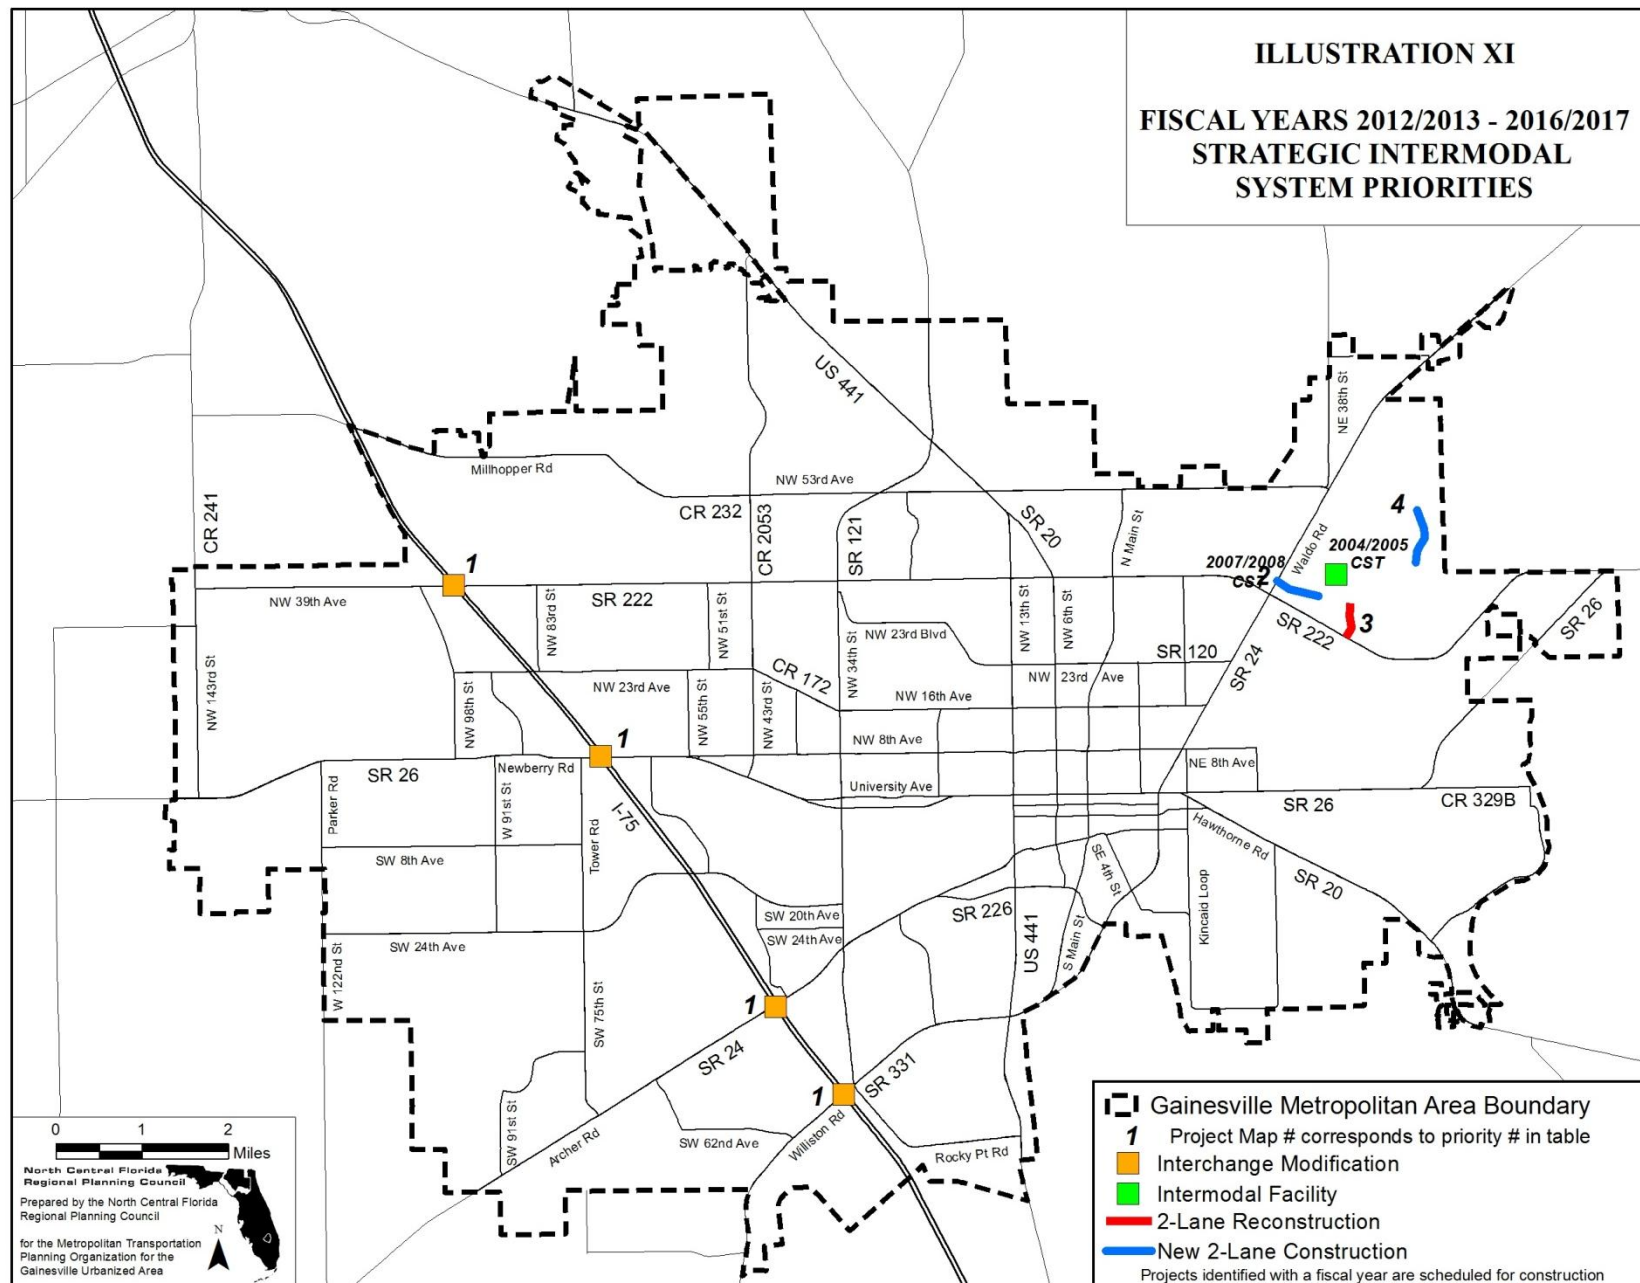 ILLUSTRATION XI
FISCAL YEARS 2012/2013 - 2016/2017
STRATEGIC INTERMODAL
SYSTEM PRIORITIES
US 441
NE 38th St
Millhopper Rd
NW 53rd Ave
CR 241
CR 232
CR 2053
SR 121
SR 20
N Main St
Waldo Rd
4
2004/2005
CST
2007/2008
CST
2
1
NW 39th Ave
NW 83rd St
SR 222
NW 51st St
NW 34th St
NW 23rd Blvd
NW 13th St
NW 6th St
SR 120
SR 24
SR 222
3
SR 26
NW 143rd St
NW 98th St
NW 23rd Ave
NW 55th St
NW 43rd St
CR 172
NW 16th Ave
NW 23rd Ave
1
NW 8th Ave
SR 26
Newberry Rd
University Ave
NE 8th Ave
Parker Rd
W 91st St
I-75
Tower Rd
SR 26
CR 329B
SW 8th Ave
Hawthorne Rd
SE 4th St
SR 20
Kincaid Loop
SW 20th Ave
SR 226
SW 24th Ave
SW 24th Ave
US 441
S Main St
W 122nd St
SW 75th St
1
SR 24
SR 331
1
SW 91st St
Archer Rd
SW 62nd Ave
Williston Rd
Rocky Pt Rd
0 1 2
Miles
North Central Florida
Regional Planning Council
Prepared by the North Central Florida
Regional Planning Council
for the Metropolitan Transportation
Planning Organization for the
Gainesville Urbanized Area
N
Gainesville Metropolitan Area Boundary
1 Project Map # corresponds to priority # in table
Interchange Modification
Intermodal Facility
2-Lane Reconstruction
New 2-Lane Construction
Projects identified with a fiscal year are scheduled for construction